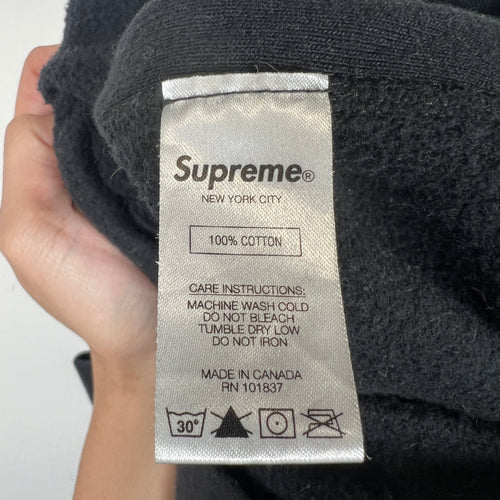 Supreme®
NEW YORK CITY
100% COTTON
CARE INSTRUCTIONS:
MACHINE WASH COLD
DO NOT BLEACH
TUMBLE DRY LOW
DO NOT IRON
MADE IN CANADA
RN 101837
30°